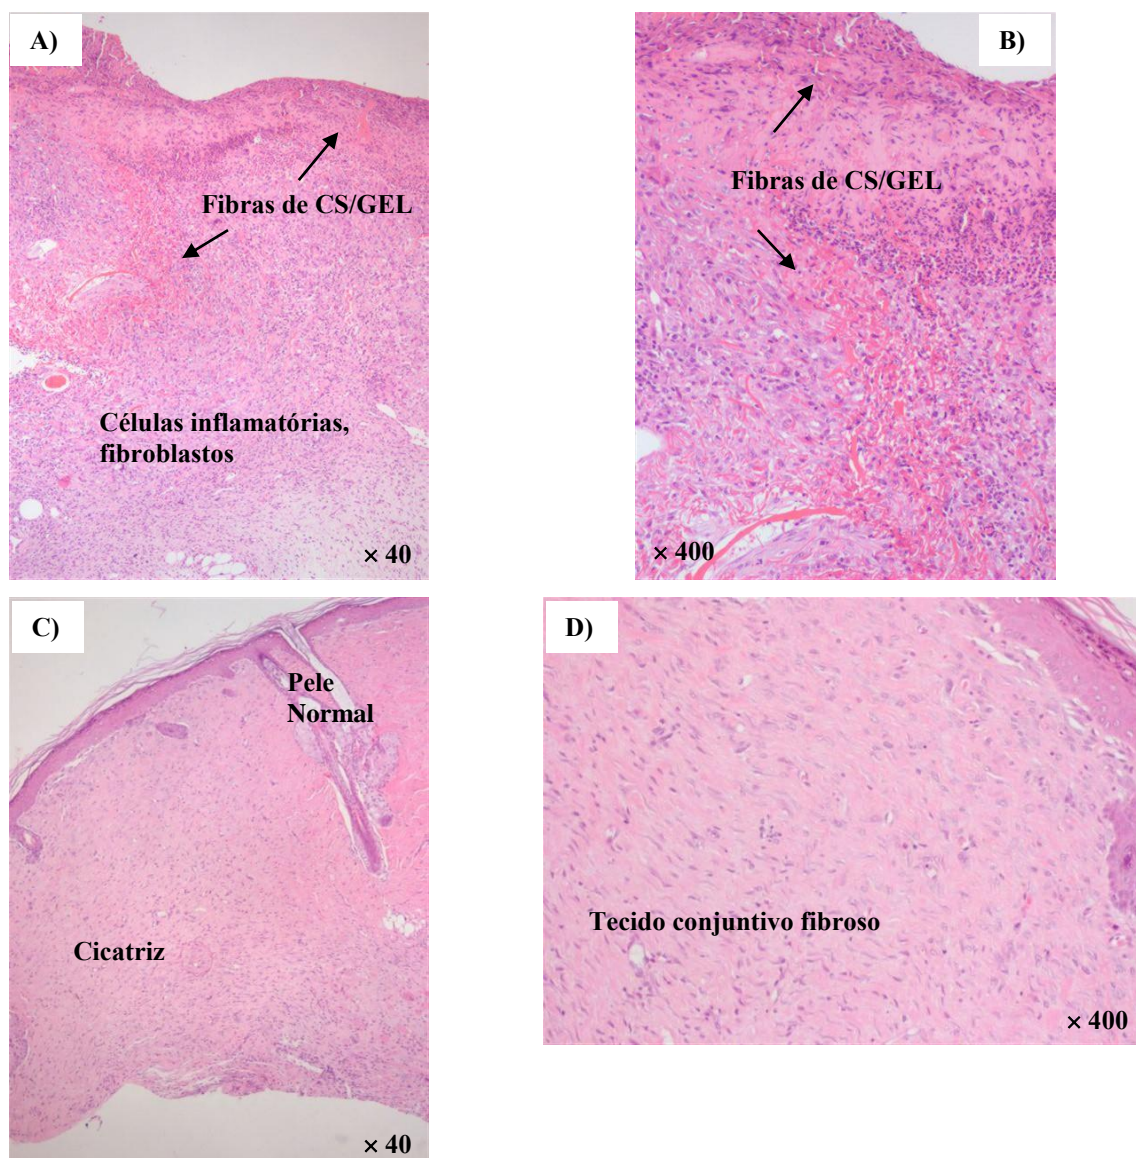 A)
Fibras de CS/GEL
Células inflamatórias,
fibroblastos
× 40
B)
Fibras de CS/GEL
× 400
C)
Pele
Normal
Cicatriz
× 40
D)
Tecido conjuntivo fibroso
× 400